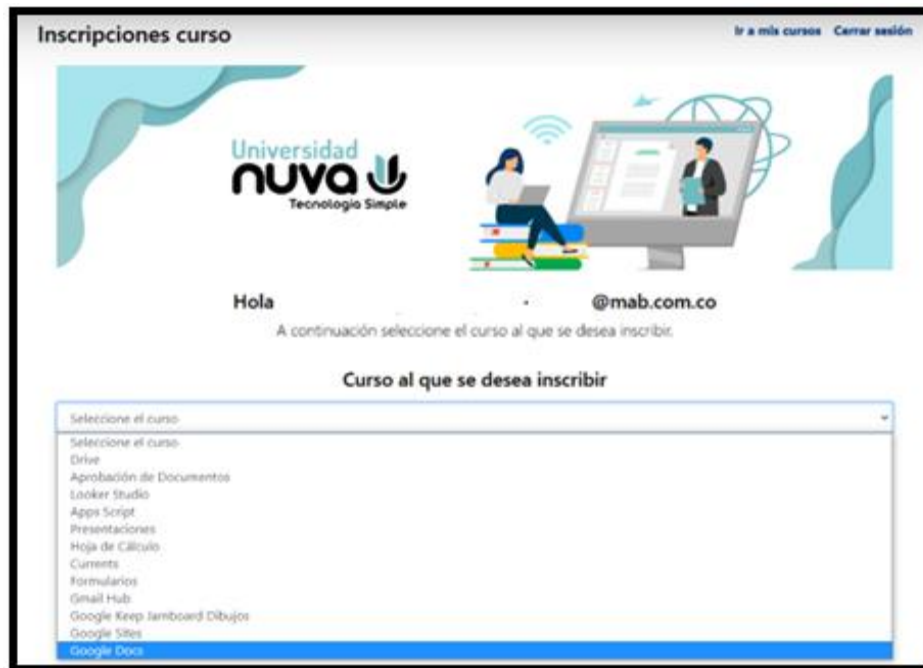 Inscripciones curso
Ir a mis cursos Cerrar sesión
Universidad
nuva
Tecnología Simple
Hola @mab.com.co
A continuación seleccione el curso al que se desea inscribir.
Curso al que se desea inscribir
Seleccione el curso
Seleccione el curso
Drive
Aprobación de Documentos
Looker Studio
Apps Script
Presentaciones
Hoja de Cálculo
Currents
Formularios
Gmail Hub
Google Keep Jamboard Dibujos
Google Sites
Google Docs